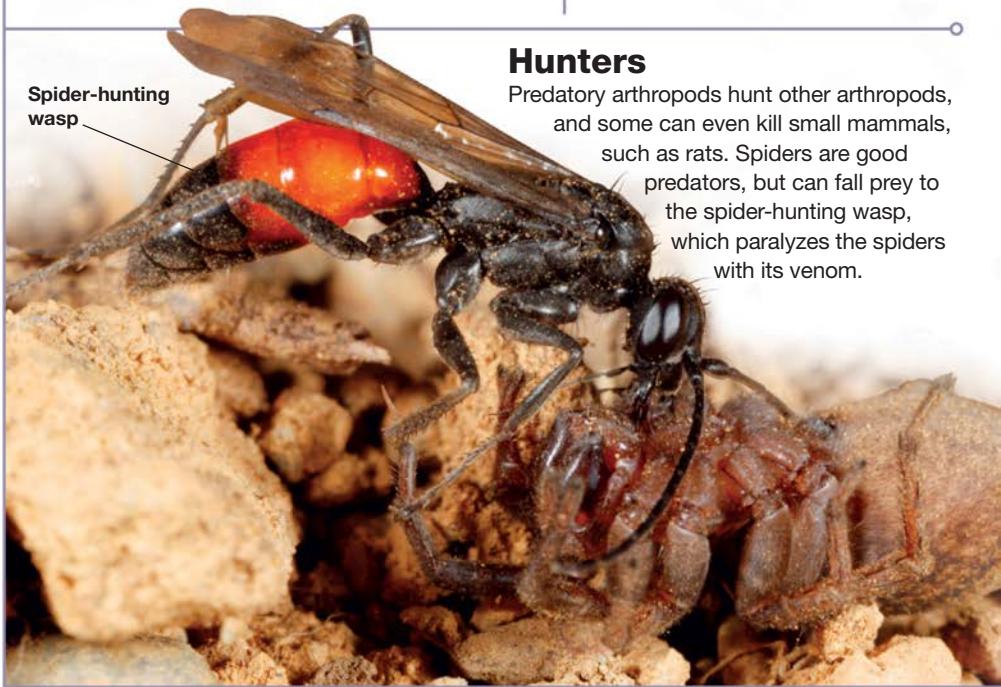 Hunters
Predatory arthropods hunt other arthropods,
and some can even kill small mammals,
such as rats. Spiders are good
predators, but can fall prey to
the spider-hunting wasp,
which paralyzes the spiders
with its venom.
Spider-hunting
wasp